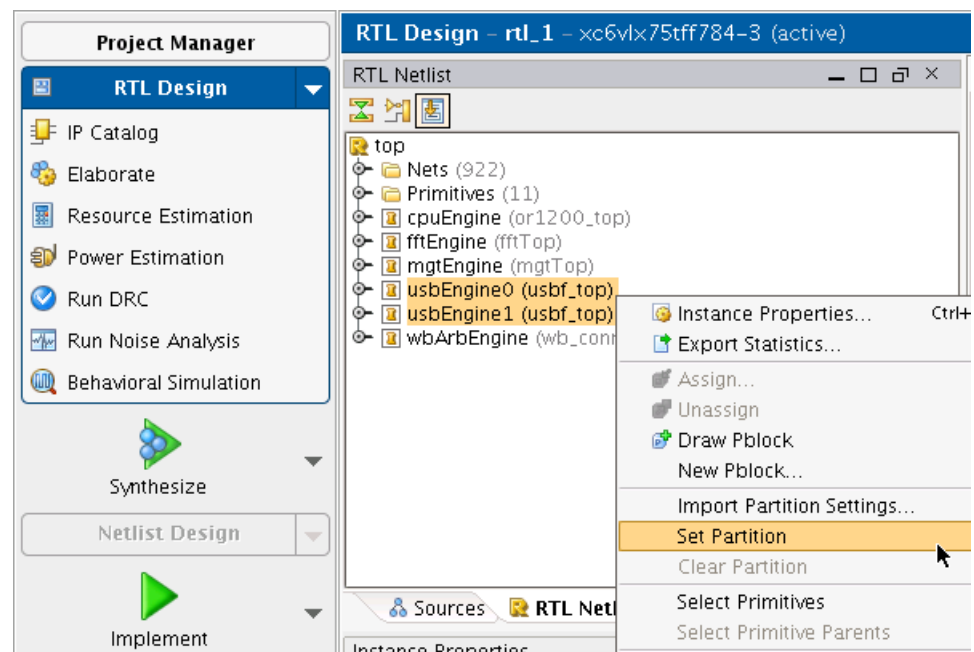 Project Manager
RTL Design
IP Catalog
Elaborate
Resource Estimation
Power Estimation
Run DRC
Run Noise Analysis
Behavioral Simulation
Synthesize
Netlist Design
Implement
RTL Design - rtl_1 - xc6vlx75tff784-3 (active)
RTL Netlist
top
Nets (922)
Primitives (11)
cpuEngine (or1200_top)
fftEngine (fftTop)
mgtEngine (mgtTop)
usbEngine0 (usbf_top)
usbEngine1 (usbf_top)
wbArbEngine (wb_conn
Sources RTL Netl
Instance Properties
Instance Properties... Ctrl+
Export Statistics...
Assign...
Unassign
Draw Pblock
New Pblock...
Import Partition Settings...
Set Partition
Clear Partition
Select Primitives
Select Primitive Parents